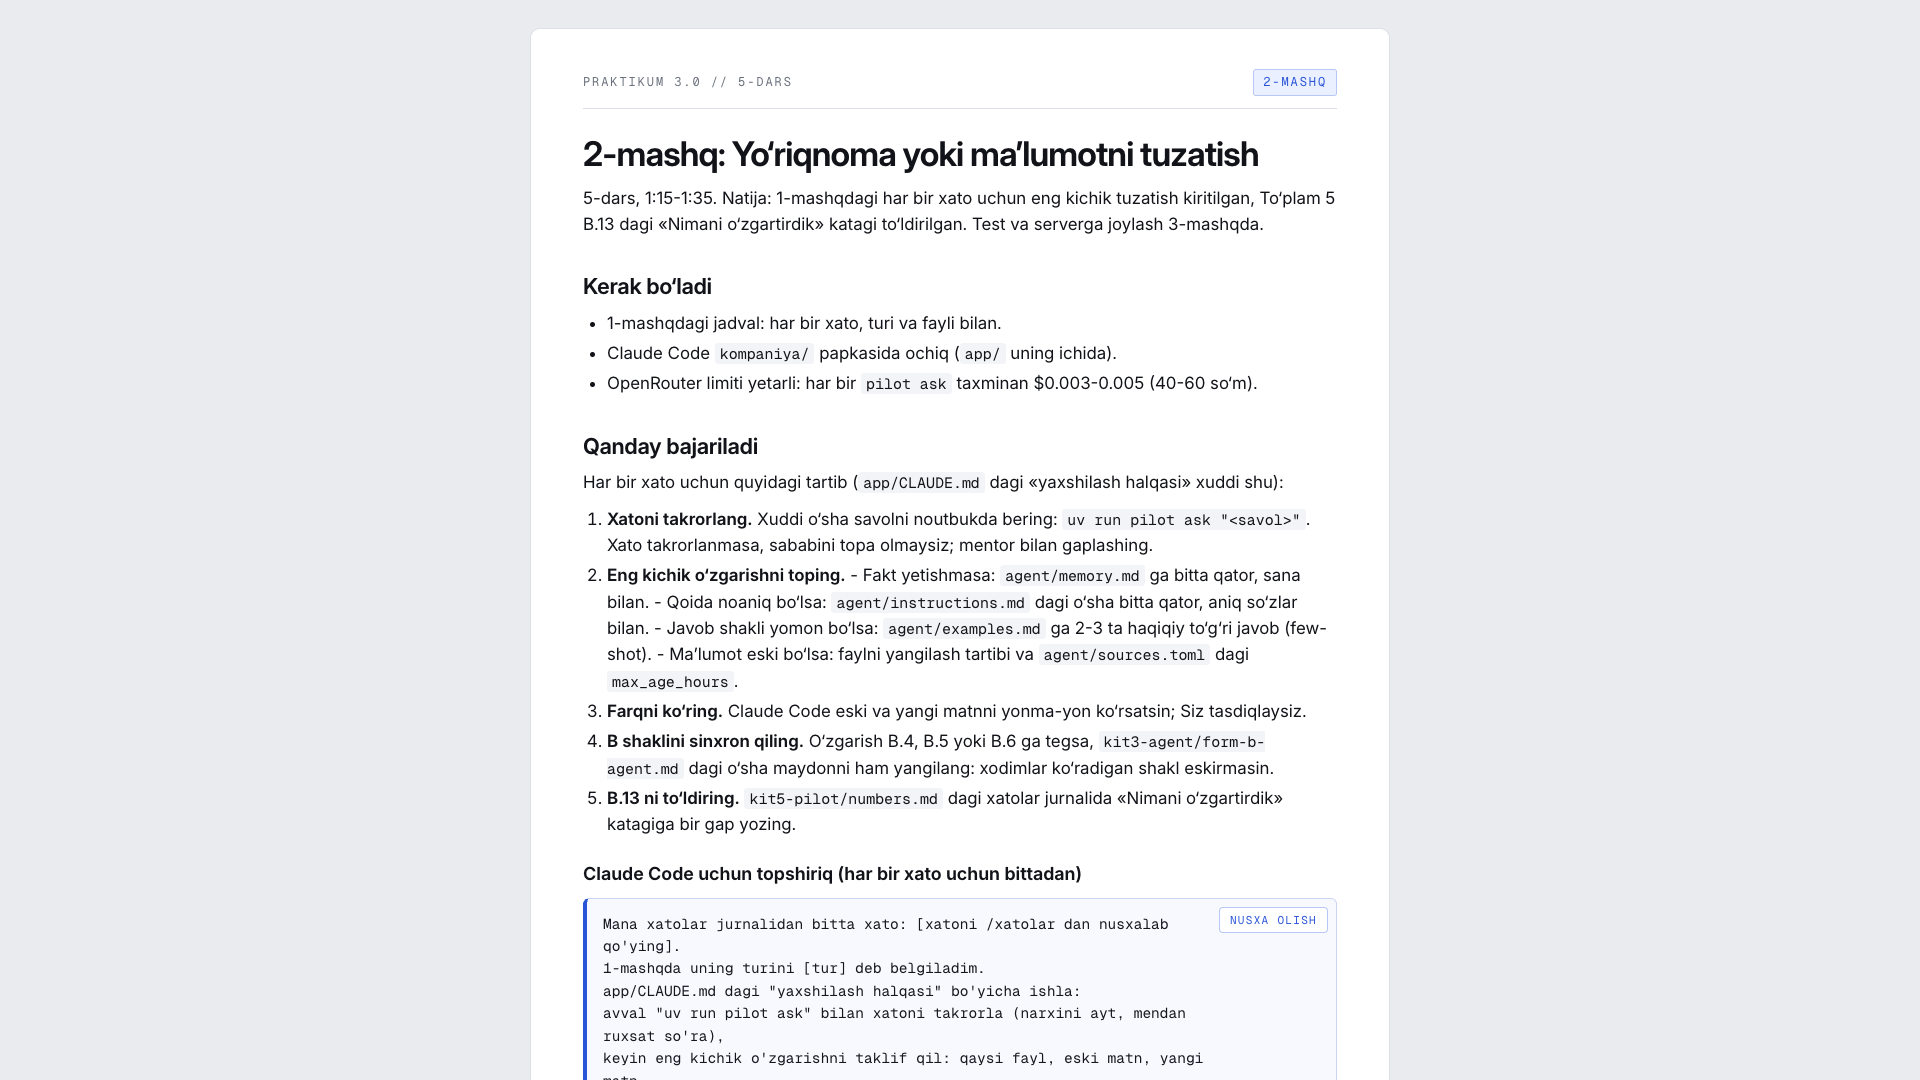 PRAKTIKUM 3.0 // 5-DARS
2-MASHQ
2-mashq: Yo‘riqnoma yoki ma’lumotni tuzatish
5-dars, 1:15-1:35. Natija: 1-mashqdagi har bir xato uchun eng kichik tuzatish kiritilgan, To‘plam 5
B.13 dagi «Nimani o‘zgartirdik» katagi to‘ldirilgan. Test va serverga joylash 3-mashqda.
Kerak bo‘ladi
• 1-mashqdagi jadval: har bir xato, turi va fayli bilan.
• Claude Code kompaniya/ papkasida ochiq (app/ uning ichida).
• OpenRouter limiti yetarli: har bir pilot ask taxminan $0.003-0.005 (40-60 so‘m).
Qanday bajariladi
Har bir xato uchun quyidagi tartib (app/CLAUDE.md dagi «yaxshilash halqasi» xuddi shu):
1. Xatoni takrorlang. Xuddi o‘sha savolni noutbukda bering: uv run pilot ask "<savol>".
Xato takrorlanmasa, sababini topa olmaysiz; mentor bilan gaplashing.
2. Eng kichik o‘zgarishni toping. - Fakt yetishmasa: agent/memory.md ga bitta qator, sana
bilan. - Qoida noaniq bo‘lsa: agent/instructions.md dagi o‘sha bitta qator, aniq so‘zlar
bilan. - Javob shakli yomon bo‘lsa: agent/examples.md ga 2-3 ta haqiqiy to‘g‘ri javob (few-
shot). - Ma’lumot eski bo‘lsa: faylni yangilash tartibi va agent/sources.toml dagi
max_age_hours.
3. Farqni ko‘ring. Claude Code eski va yangi matnni yonma-yon ko‘rsatsin; Siz tasdiqlaysiz.
4. B shaklini sinxron qiling. O‘zgarish B.4, B.5 yoki B.6 ga tegsa, kit3-agent/form-b-
agent.md dagi o‘sha maydonni ham yangilang: xodimlar ko‘radigan shakl eskirmasin.
5. B.13 ni to‘ldiring. kit5-pilot/numbers.md dagi xatolar jurnalida «Nimani o‘zgartirdik»
katagiga bir gap yozing.
Claude Code uchun topshiriq (har bir xato uchun bittadan)
NUSXA OLISH
Mana xatolar jurnalidan bitta xato: [xatoni /xatolar dan nusxalab
qo'ying].
1-mashqda uning turini [tur] deb belgiladim.
app/CLAUDE.md dagi "yaxshilash halqasi" bo'yicha ishla:
avval "uv run pilot ask" bilan xatoni takrorla (narxini ayt, mendan
ruxsat so'ra),
keyin eng kichik o'zgarishni taklif qil: qaysi fayl, eski matn, yangi